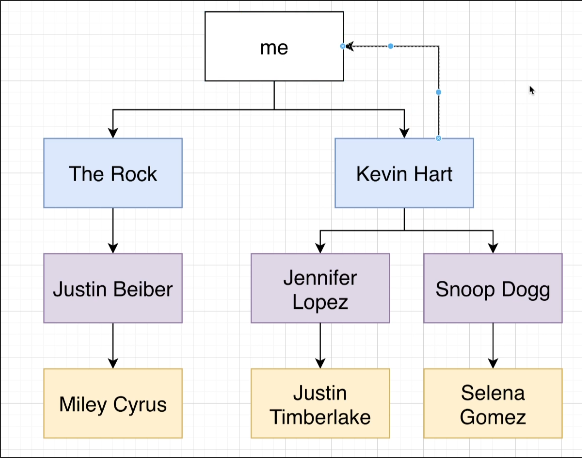 me
The Rock
Kevin Hart
Justin Beiber
Jennifer
Lopez
Snoop Dogg
Miley Cyrus
Justin
Timberlake
Selena
Gomez